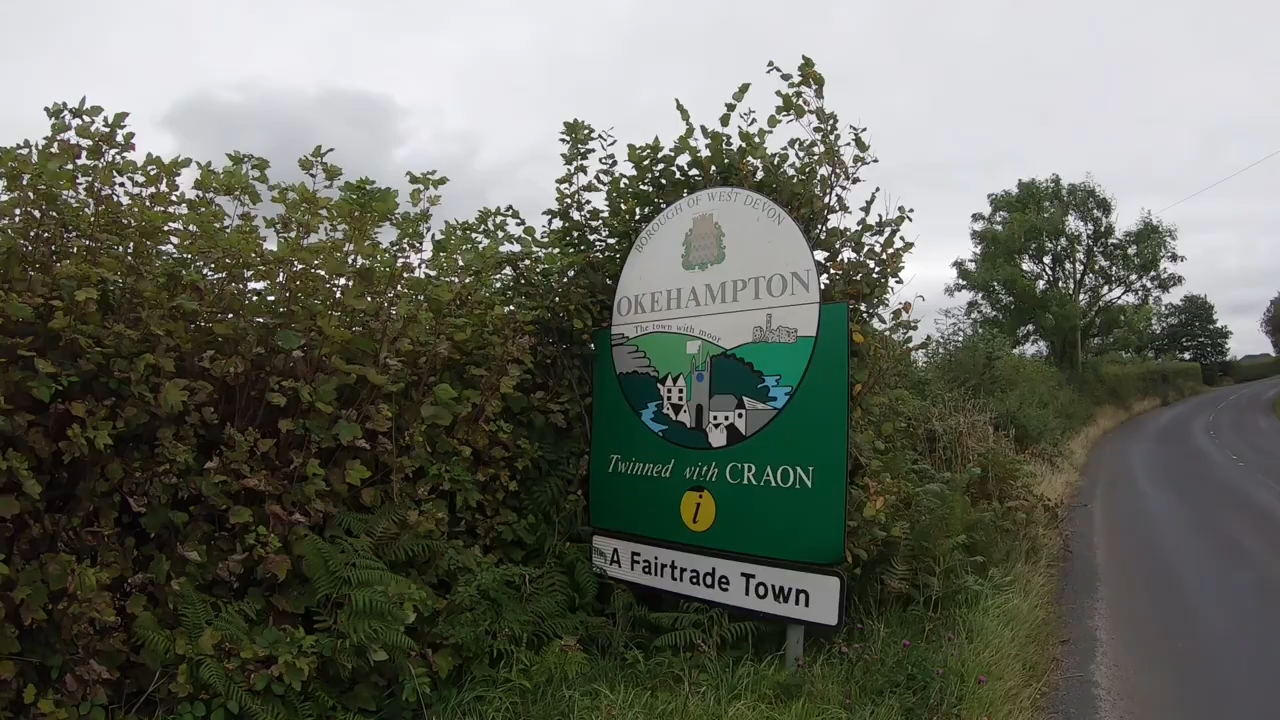 BOROUGH OF WEST DEVON
OKEHAMPTON
The town with moor
Twinned with CRAON
i
A Fairtrade Town